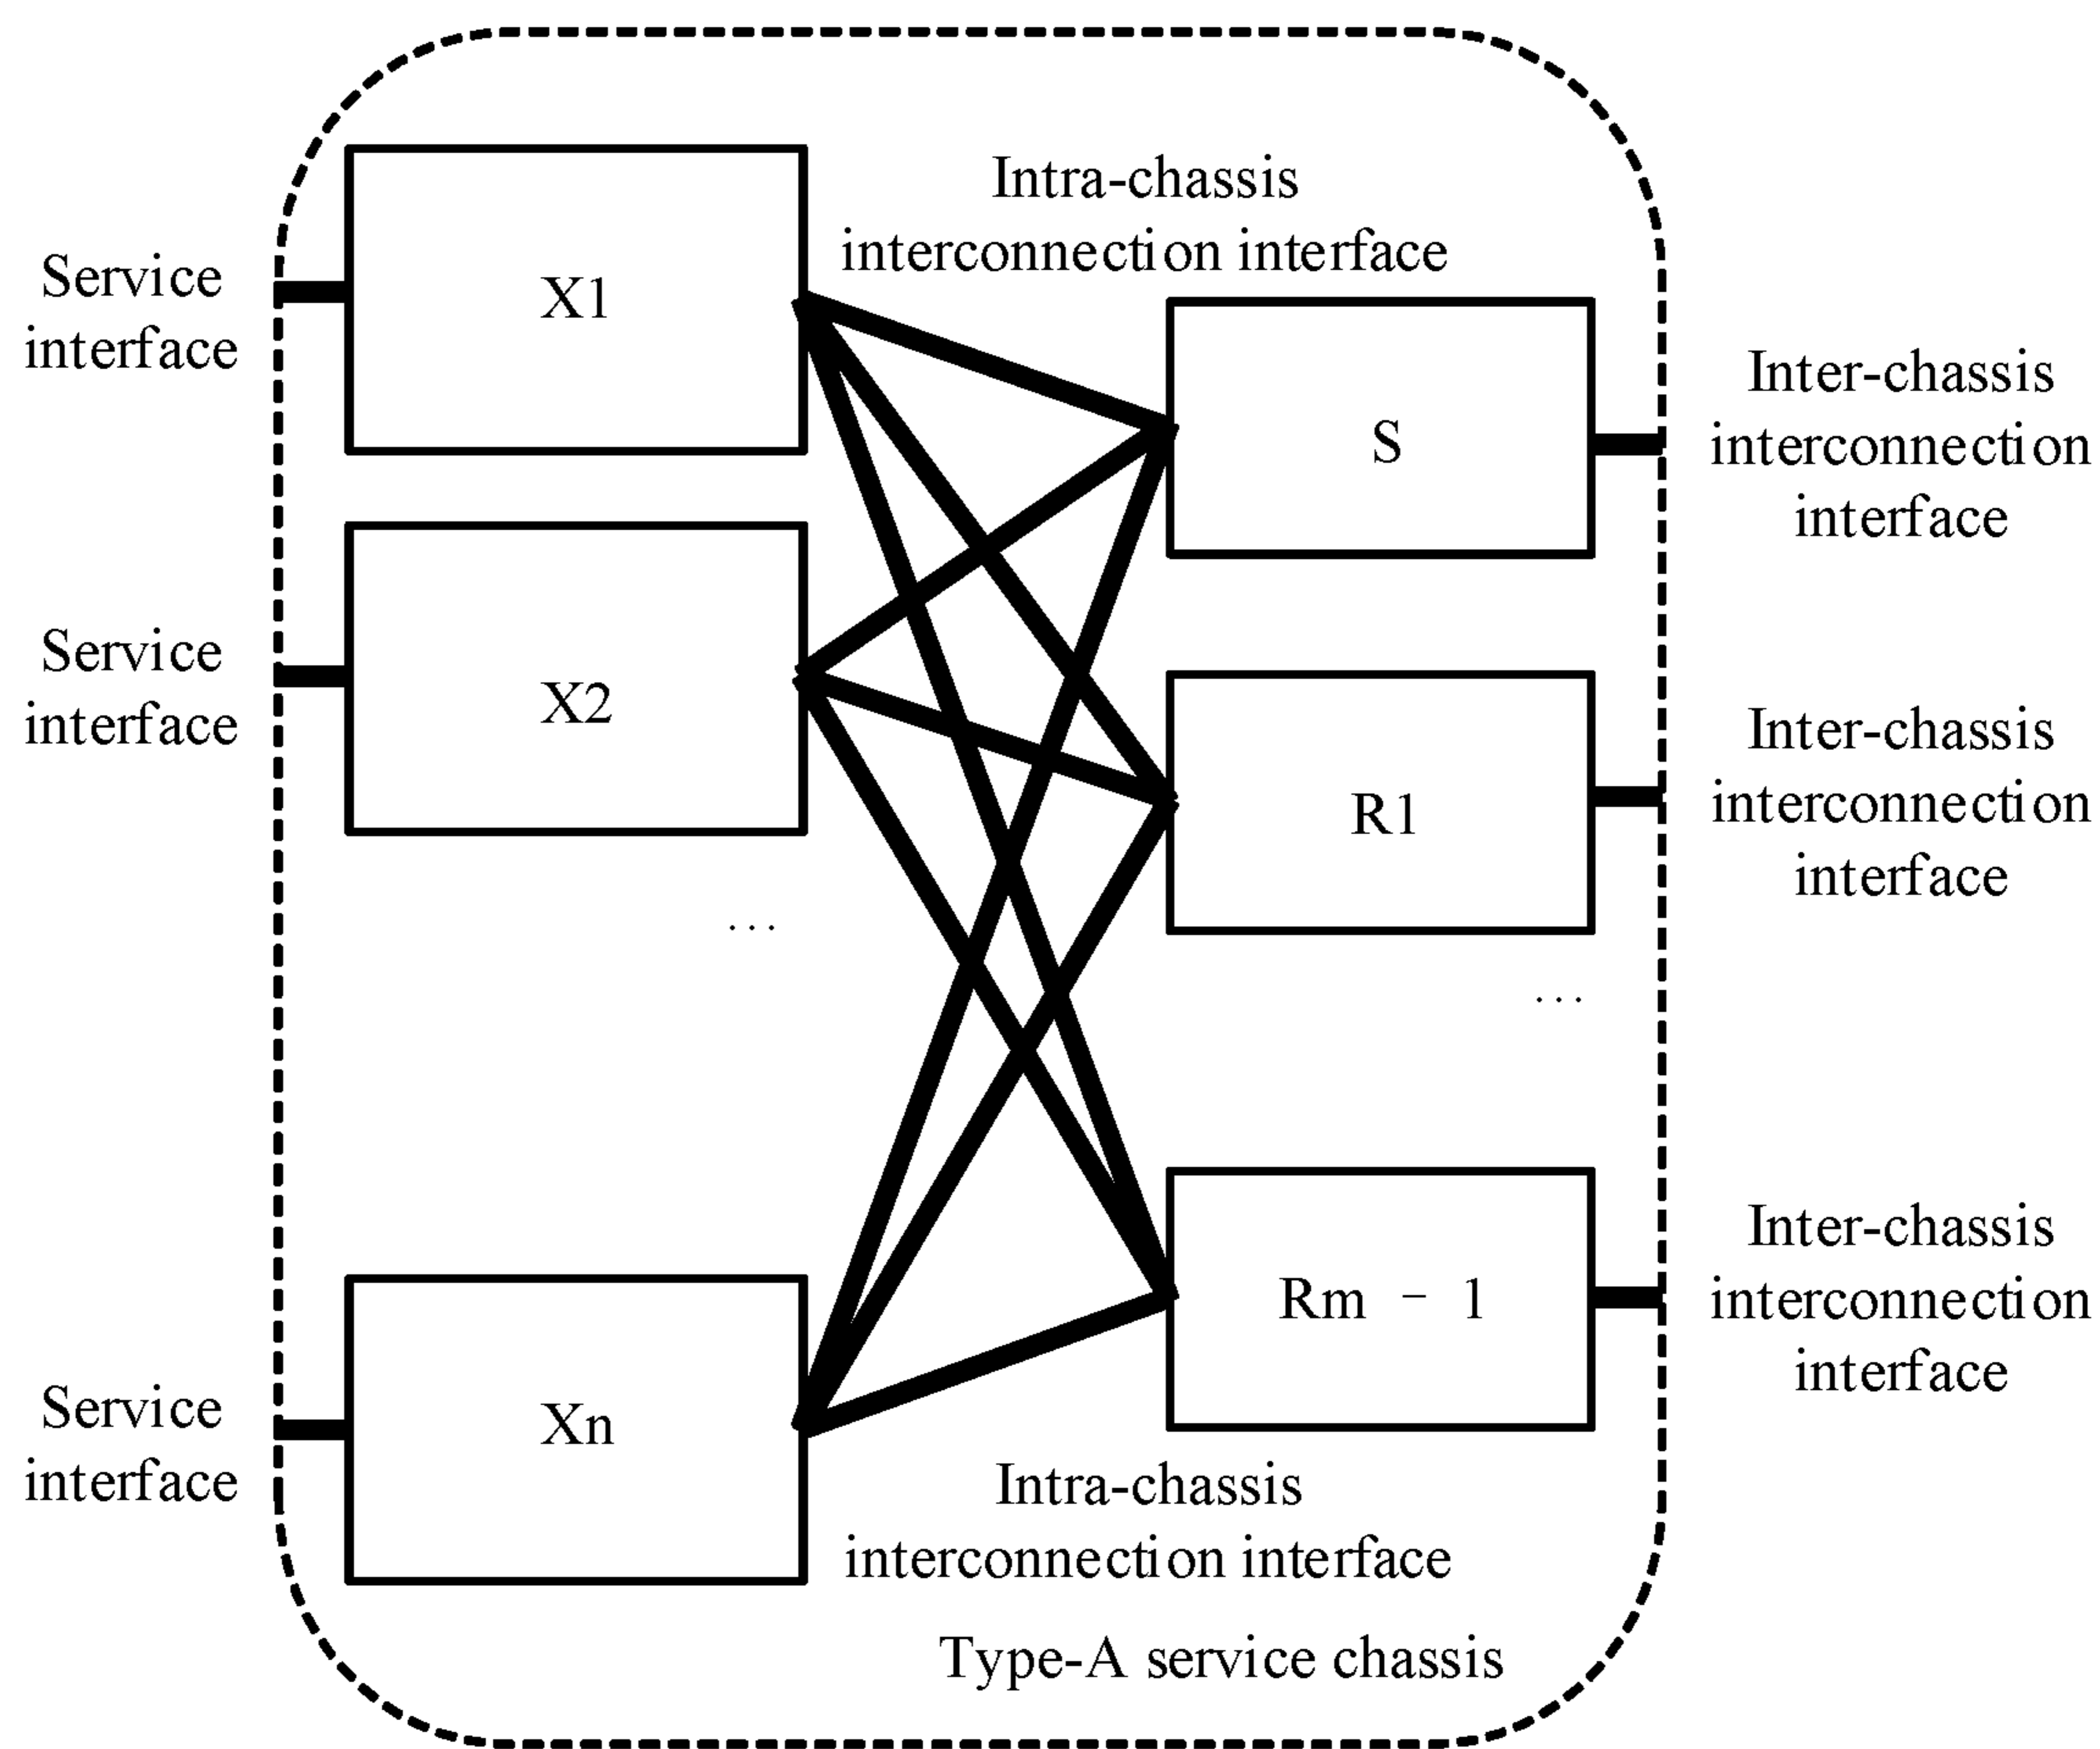 Intra-chassis
interconnection interface
Service
interface
X1
Inter-chassis
interconnection
interface
S
Service
interface
X2
Inter-chassis
interconnection
interface
R1
...
...
Inter-chassis
interconnection
interface
Rm - 1
Service
interface
Xn
Intra-chassis
interconnection interface
Type-A service chassis